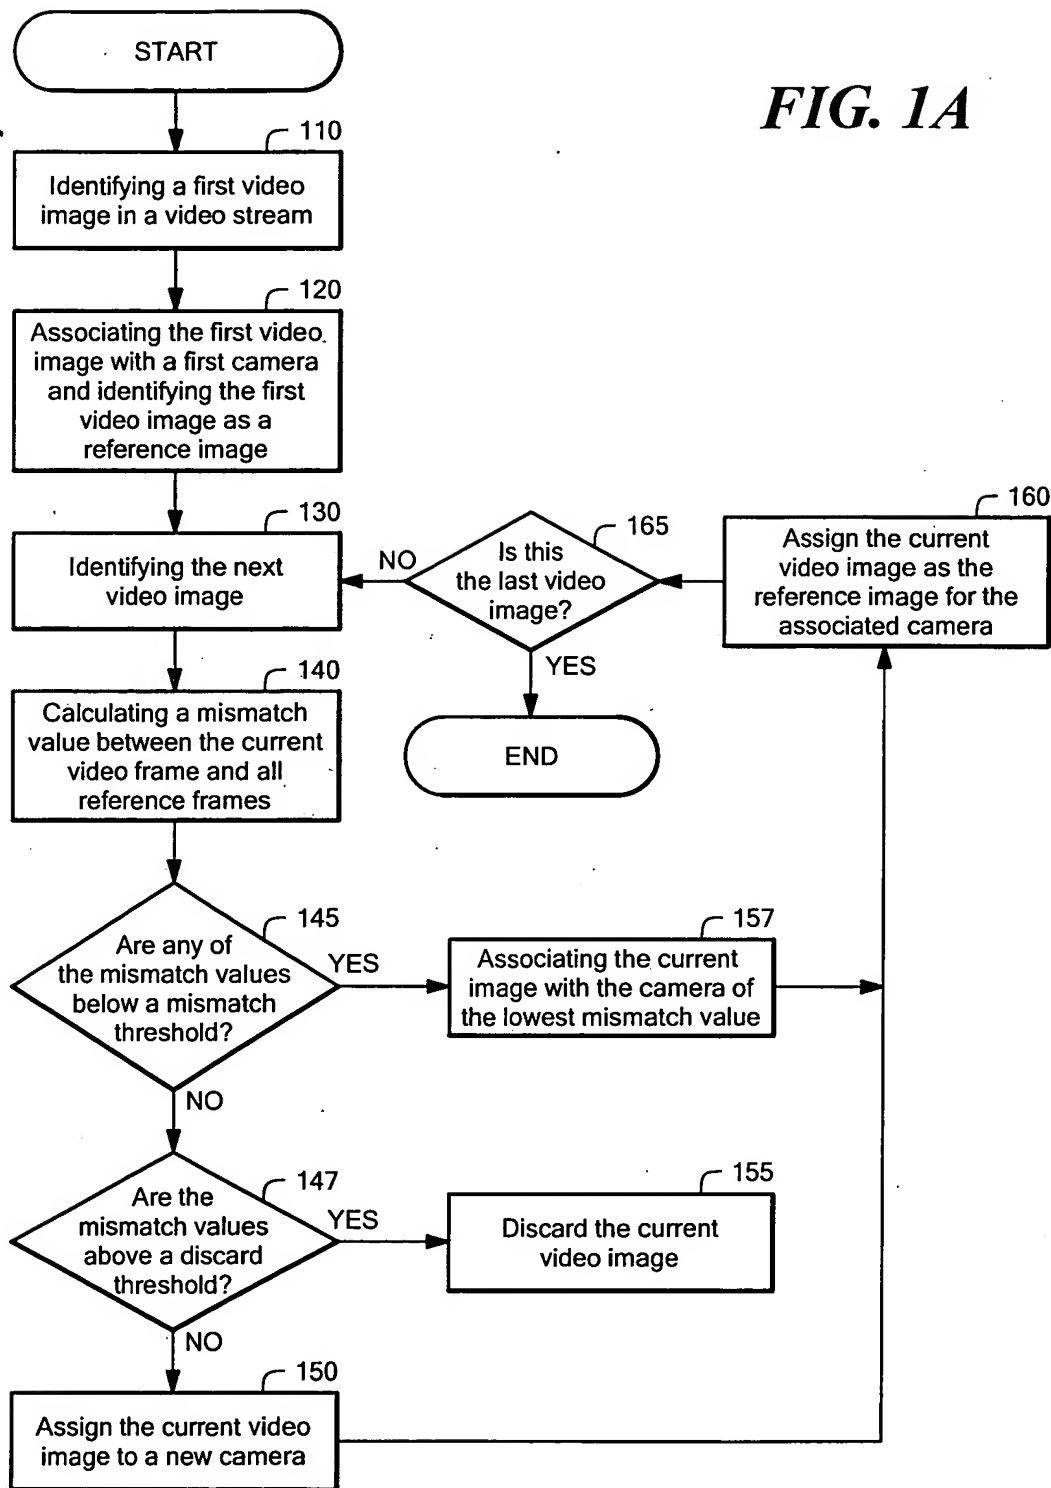 START
FIG. 1A
110
Identifying a first video
image in a video stream
120
Associating the first video
image with a first camera
and identifying the first
video image as a
reference image
130
Identifying the next
video image
165
Is this
the last video
image?
NO
YES
END
160
Assign the current
video image as the
reference image for the
associated camera
140
Calculating a mismatch
value between the current
video frame and all
reference frames
145
Are any of
the mismatch values
below a mismatch
threshold?
YES
NO
157
Associating the current
image with the camera of
the lowest mismatch value
147
Are the
mismatch values
above a discard
threshold?
YES
NO
155
Discard the current
video image
150
Assign the current video
image to a new camera